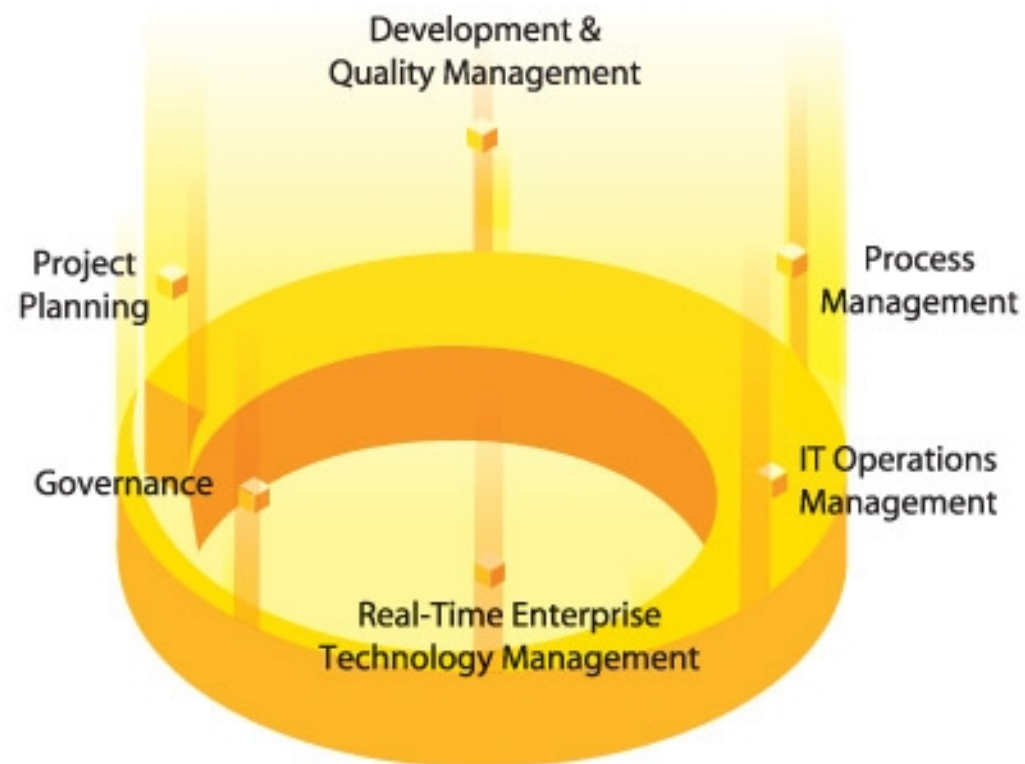 Development &
Quality Management
Project
Planning
Process
Management
Governance
IT Operations
Management
Real-Time Enterprise
Technology Management